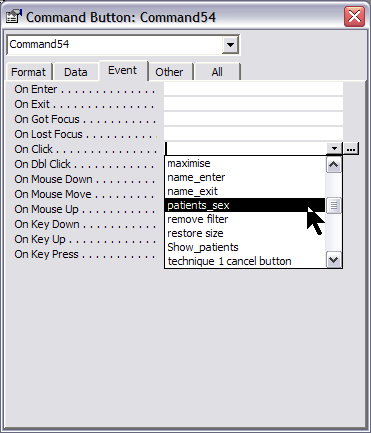 Command Button: Command54
Command54
Format Data Event Other All
On Enter . . . . . . . . . . . . . .
On Exit . . . . . . . . . . . . . . .
On Got Focus . . . . . . . . . .
On Lost Focus . . . . . . . . . .
On Click . . . . . . . . . . . . . . ...
On Dbl Click . . . . . . . . . . . maximise
On Mouse Down . . . . . . . . name_enter
On Mouse Move . . . . . . . . name_exit
On Mouse Up . . . . . . . . . . patients_sex
On Key Down . . . . . . . . . . remove filter
On Key Up . . . . . . . . . . . . restore size
On Key Press . . . . . . . . . . Show_patients
technique 1 cancel button